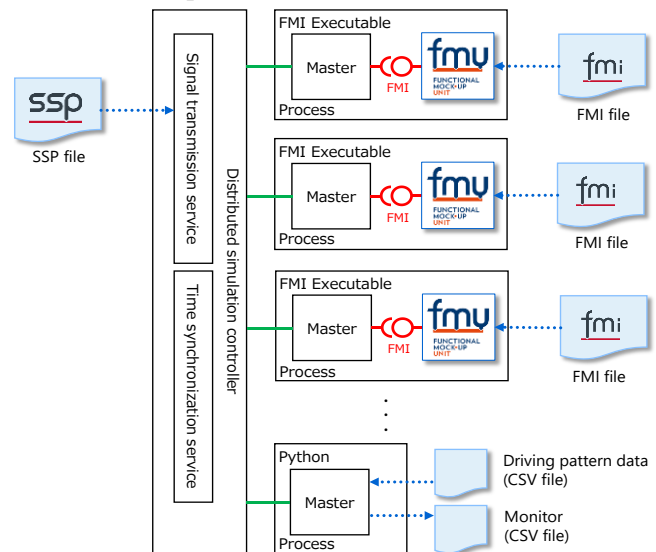 ssp
SSP file
Signal transmission service
Time synchronization service
Distributed simulation controller
FMI Executable
Master
FMI
fmu
FUNCTIONAL
MOCK-UP
UNIT
Process
fmi
FMI file
FMI Executable
Master
FMI
fmu
FUNCTIONAL
MOCK-UP
UNIT
Process
fmi
FMI file
FMI Executable
Master
FMI
fmu
FUNCTIONAL
MOCK-UP
UNIT
Process
fmi
FMI file
Python
Master
Process
Driving pattern data
(CSV file)
Monitor
(CSV file)